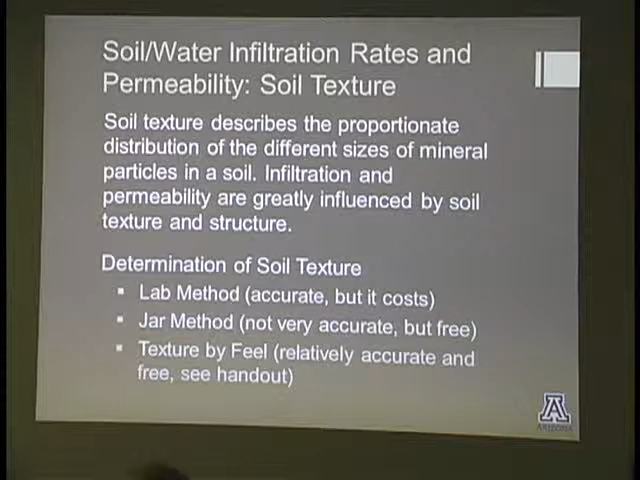 Soil/Water Infiltration Rates and
Permeability: Soil Texture
Soil texture describes the proportionate
distribution of the different sizes of mineral
particles in a soil. Infiltration and
permeability are greatly influenced by soil
texture and structure.
Determination of Soil Texture
▪ Lab Method (accurate, but it costs)
▪ Jar Method (not very accurate, but free)
▪ Texture by Feel (relatively accurate and
free, see handout)
A
ARIZONA